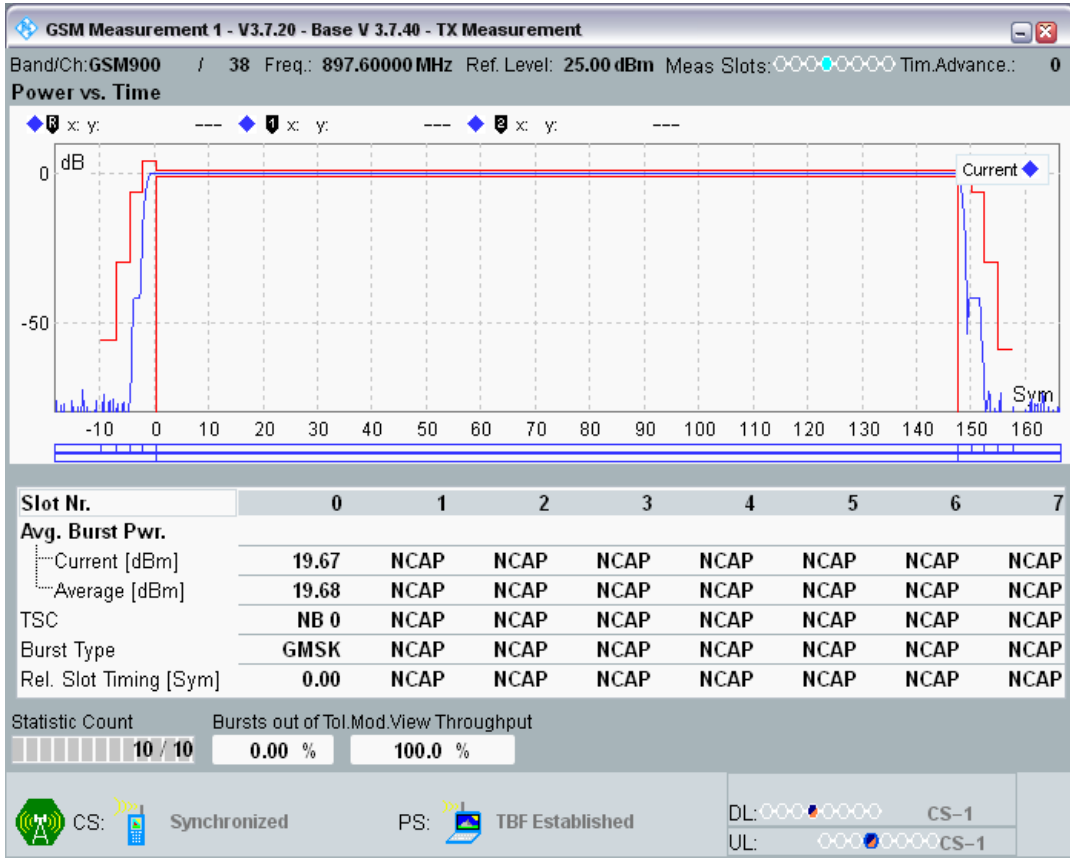 GSM Measurement 1 - V3.7.20 - Base V 3.7.40 - TX Measurement
Band/Ch:GSM900 / 38 Freq.: 897.60000 MHz Ref. Level: 25.00 dBm Meas Slots: Tim.Advance.: 0
Power vs. Time
R x: y: --- 1 x: y: --- 2 x: y: ---
dB
Current
0
-50
Sym
-10 0 10 20 30 40 50 60 70 80 90 100 110 120 130 140 150 160
Slot Nr. 0 1 2 3 4 5 6 7
Avg. Burst Pwr.
Current [dBm] 19.67 NCAP NCAP NCAP NCAP NCAP NCAP NCAP
Average [dBm] 19.68 NCAP NCAP NCAP NCAP NCAP NCAP NCAP
TSC NB 0 NCAP NCAP NCAP NCAP NCAP NCAP NCAP
Burst Type GMSK NCAP NCAP NCAP NCAP NCAP NCAP NCAP
Rel. Slot Timing [Sym] 0.00 NCAP NCAP NCAP NCAP NCAP NCAP NCAP
Statistic Count Bursts out of Tol.Mod.View Throughput
10 / 10 0.00 % 100.0 %
CS: Synchronized PS: TBF Established DL: CS-1
UL: CS-1